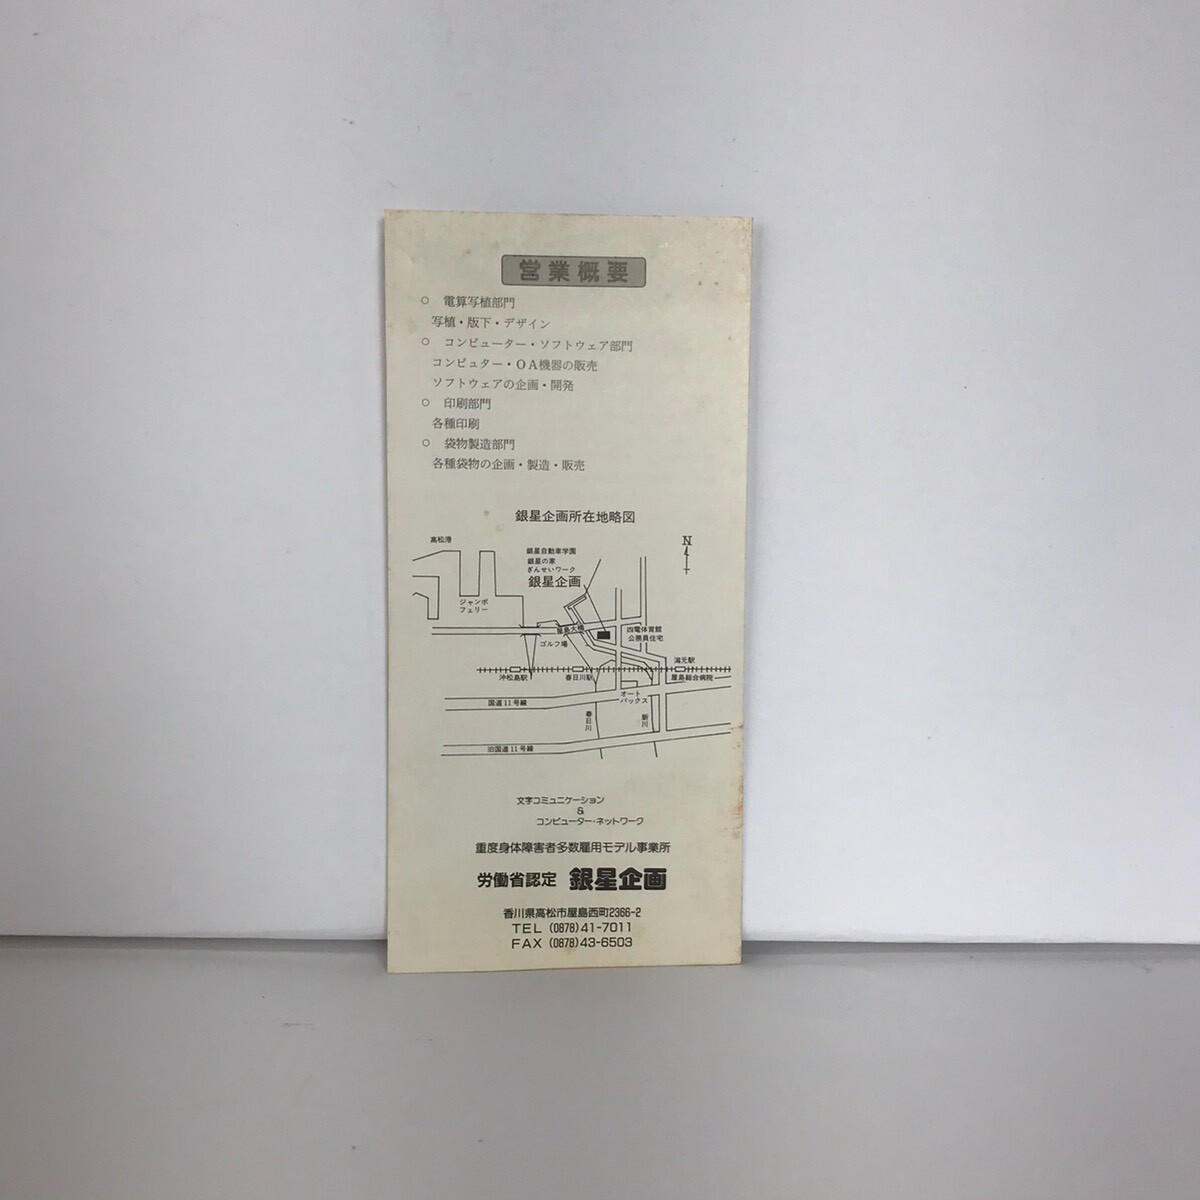 営業概要
○ 電算写植部門
写植・版下・デザイン
○ コンピューター・ソフトウェア部門
コンピュター・OA機器の販売
ソフトウェアの企画・開発
○ 印刷部門
各種印刷
○ 袋物製造部門
各種袋物の企画・製造・販売
銀星企画所在地略図
高松港
N
銀星自動車学園
銀星の家
ぎんせいワーク
銀星企画
ジャンボ
フェリー
屋島大橋
四電体育館
公務員住宅
ゴルフ場
潟元駅
沖松島駅
春日川駅
屋島総合病院
オート
バックス
国道11号線
春日川
新川
旧国道11号線
文字コミュニケーション
&
コンピューター・ネットワーク
重度身体障害者多数雇用モデル事業所
労働省認定 銀星企画
香川県高松市屋島西町2366-2
TEL (0878)41-7011
FAX (0878)43-6503